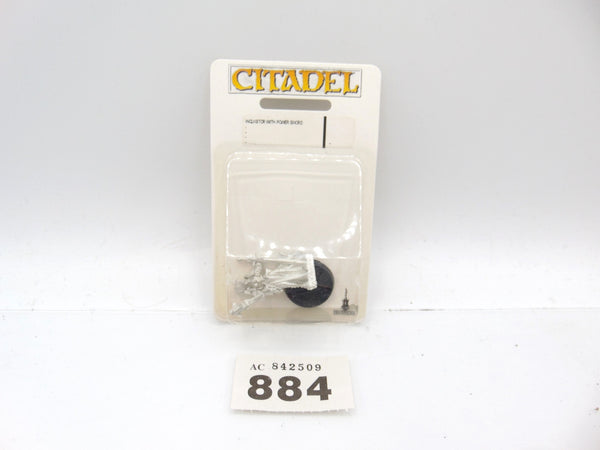 CITADEL
INQUISITOR WITH POWER SWORD
AC 842509
884